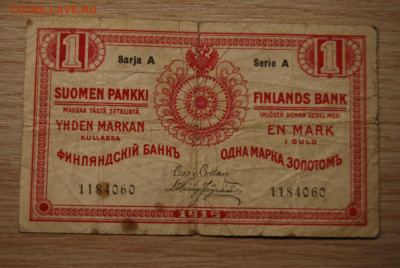 COINS.LAVE.RU
1 Sarja A Serie A 1
SUOMEN PANKKI FINLANDS BANK
MAKSAA TÄSTÄ SETELISTÄ INLÖSER DENNA SEDEL MED
YHDEN MARKAN EN MARK
KULLASSA I GULD
ФИНЛЯНДСКІЙ БАНКЪ ОДНА МАРКА ЗОЛОТОМЪ
1184060 1184060
1915